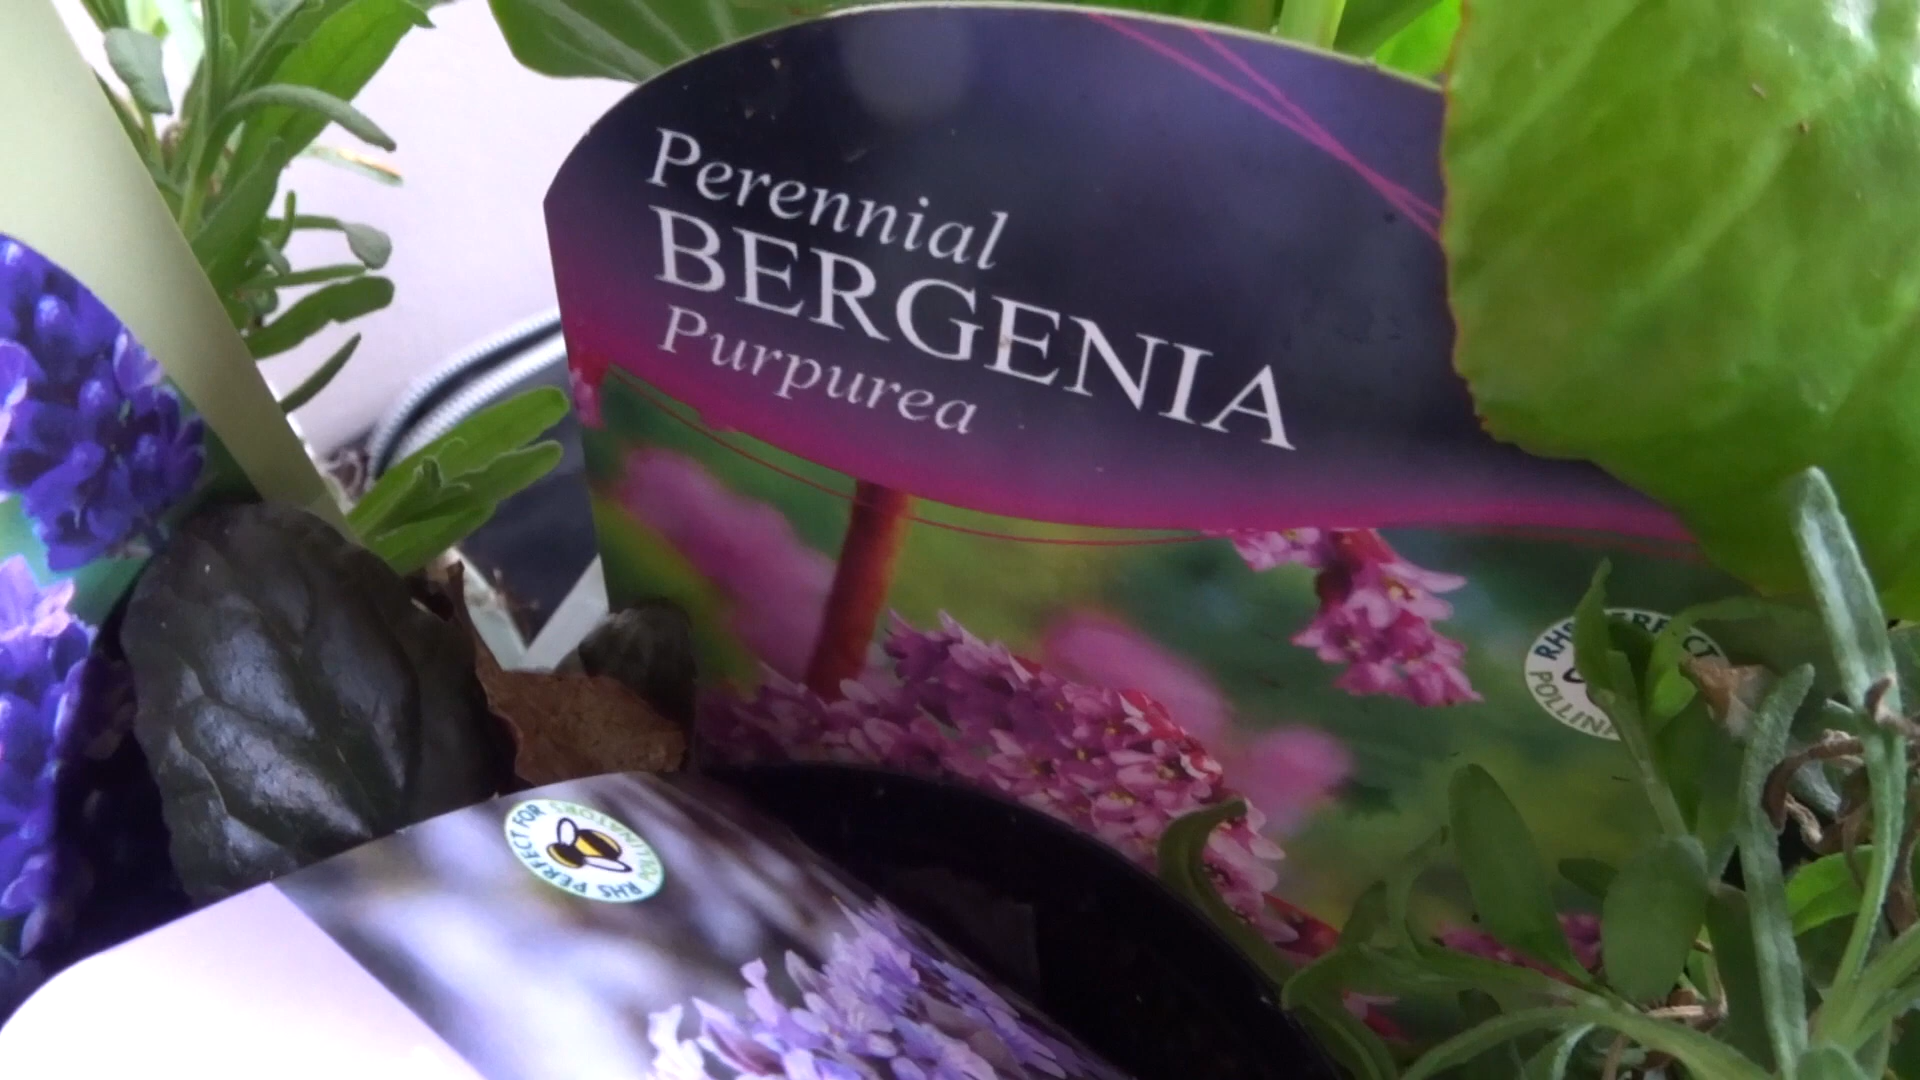 Perennial
BERGENIA
Purpurea
RHS PERFECT FOR
POLLINATORS